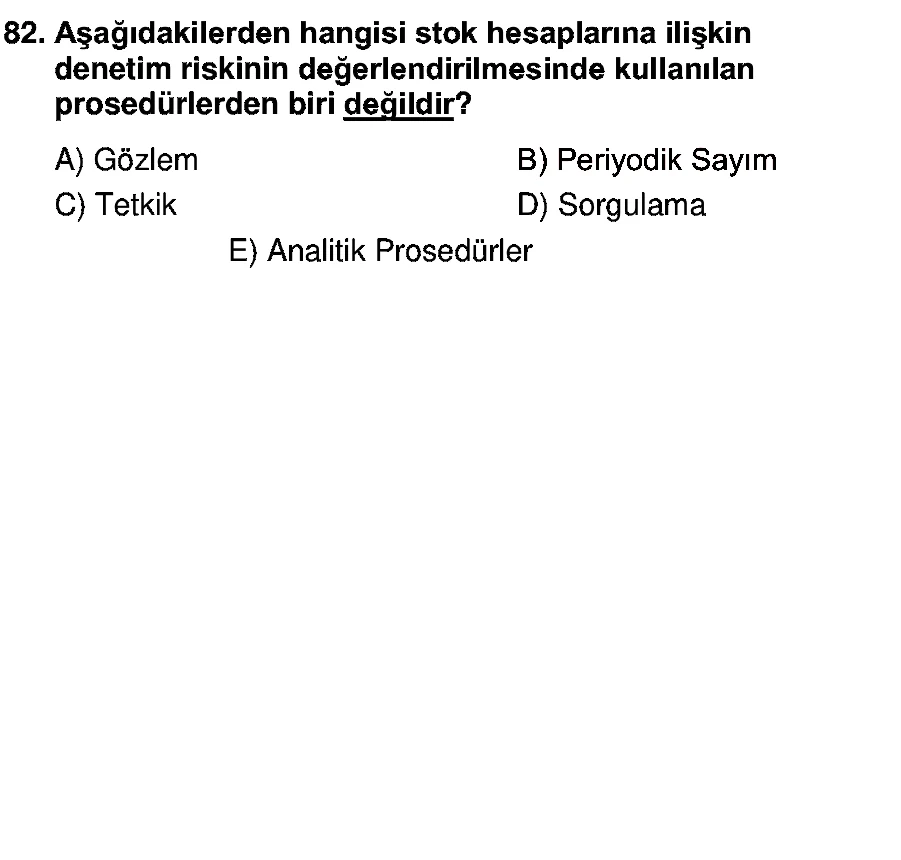 82. Aşağıdakilerden hangisi stok hesaplarına ilişkin
denetim riskinin değerlendirilmesinde kullanılan
prosedürlerden biri değildir?
A) Gözlem B) Periyodik Sayım
C) Tetkik D) Sorgulama
E) Analitik Prosedürler